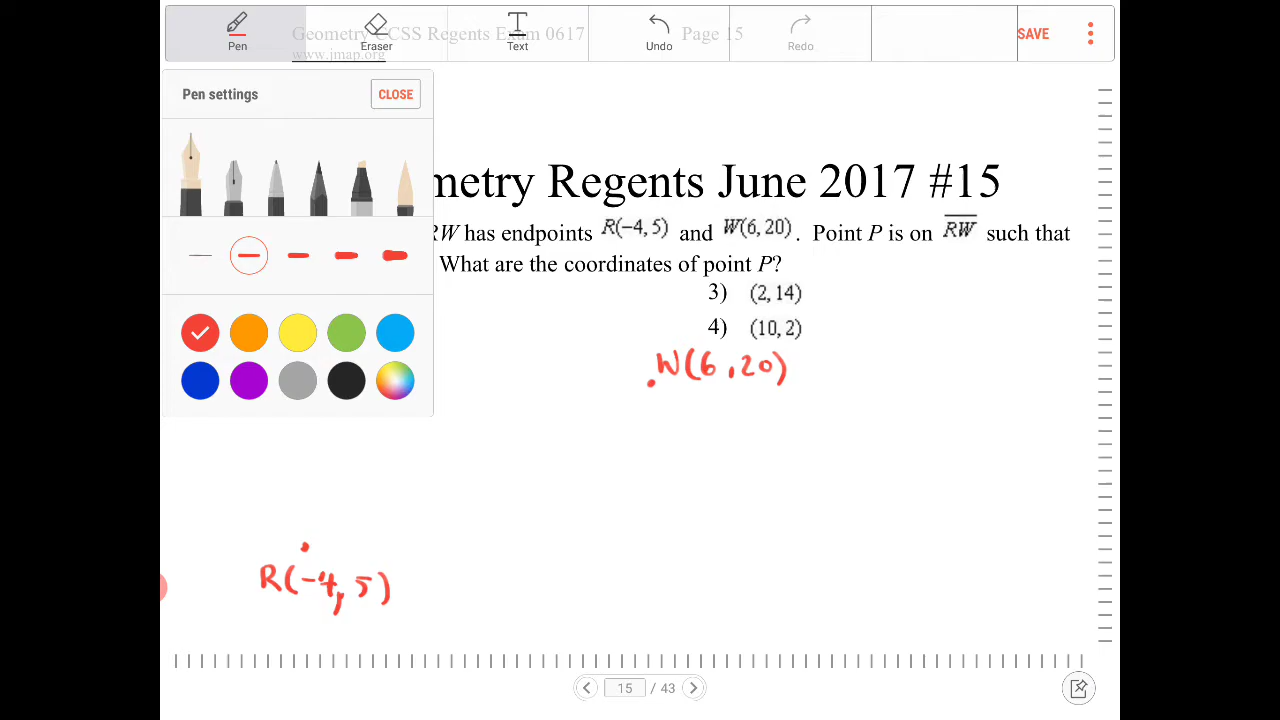 Pen
Eraser
Text
Undo
Redo
SAVE
Geometry CCSS Regents Exam 0617
Page 15
www.jmap.org
Pen settings
CLOSE
metry Regents June 2017 #15
RW has endpoints R(−4, 5) and W(6, 20). Point P is on RW such that
What are the coordinates of point P?
3) (2, 14)
4) (10, 2)
W(6, 20)
R(−4, 5)
15 / 43